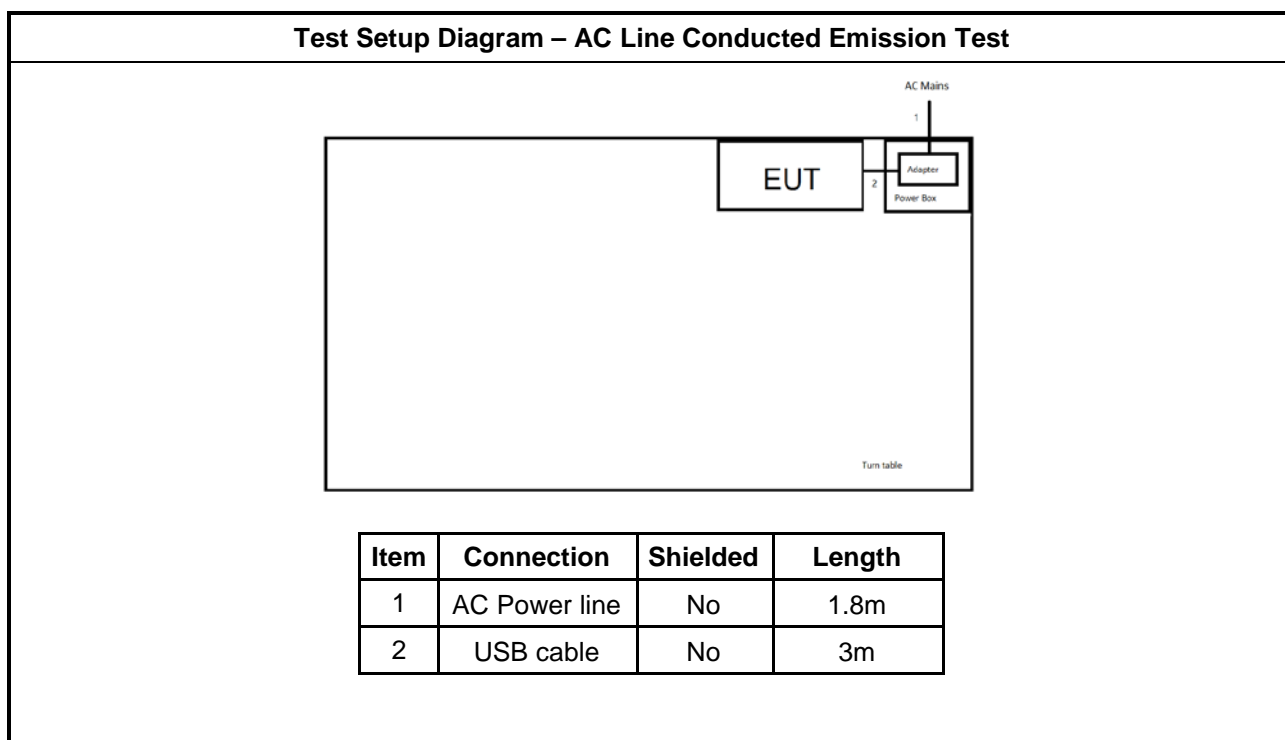 Test Setup Diagram – AC Line Conducted Emission Test
AC Mains
1
EUT
2
Adapter
Power Box
Turn table
Item Connection Shielded Length
1 AC Power line No 1.8m
2 USB cable No 3m